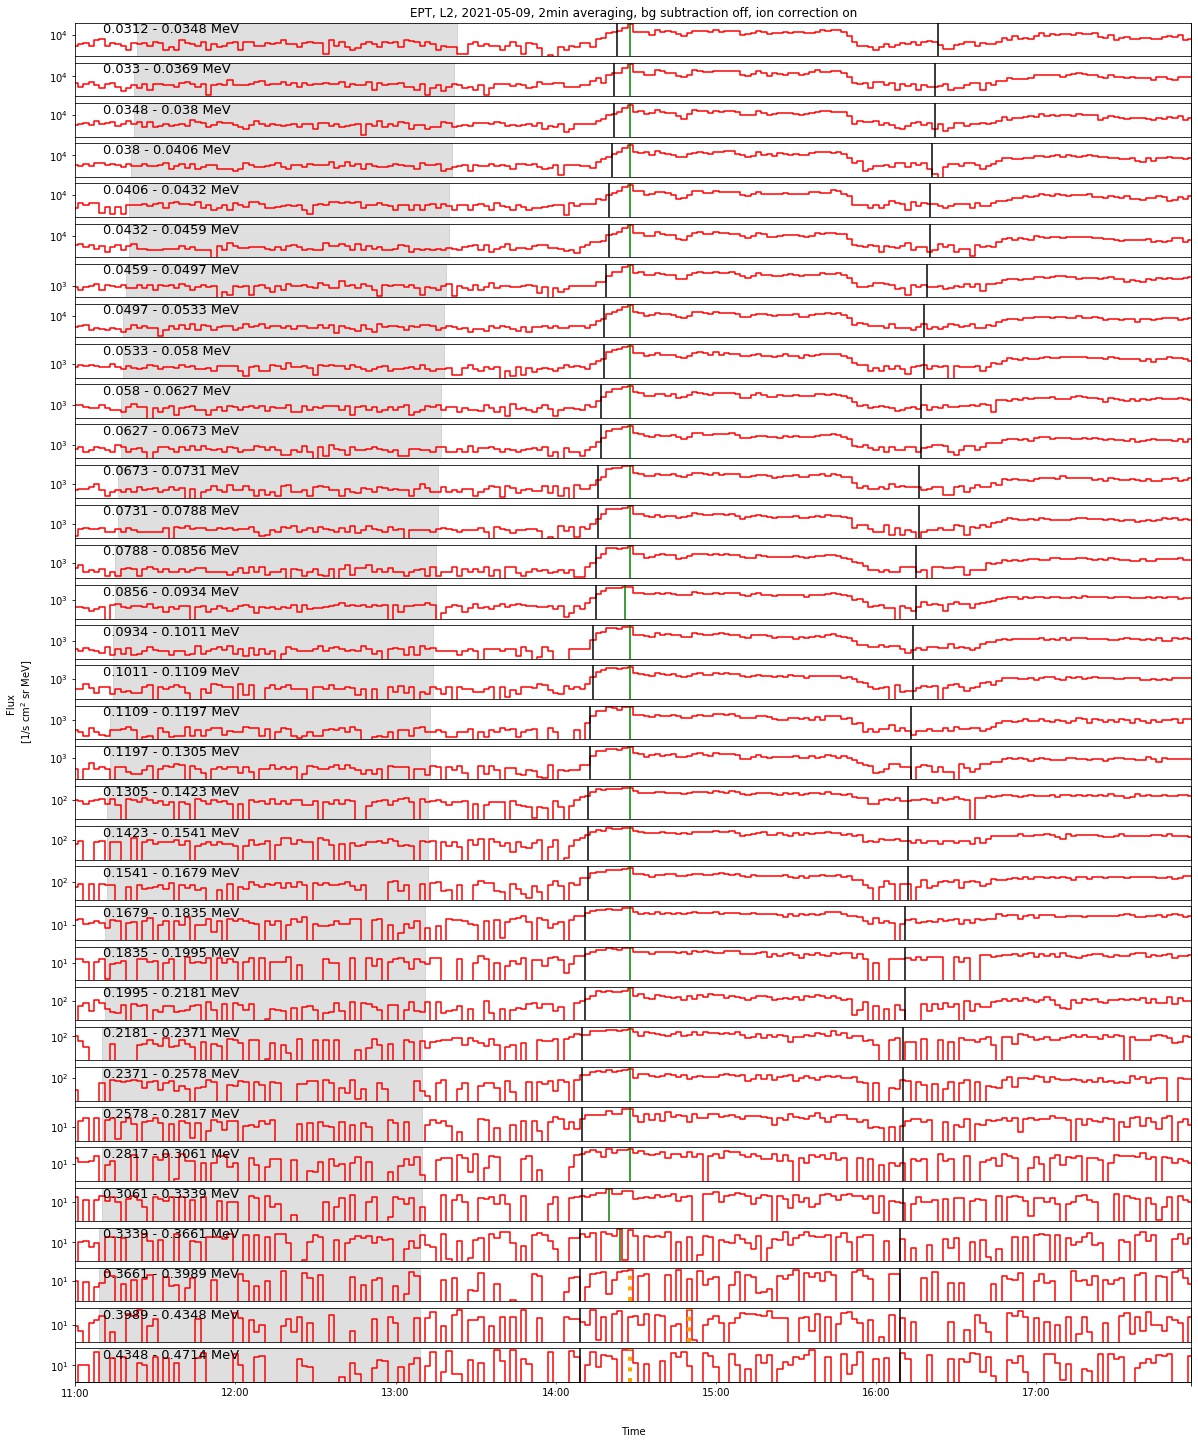 EPT, L2, 2021-05-09, 2min averaging, bg subtraction off, ion correction on
10⁴ 0.0312 - 0.0348 MeV
10⁴ 0.033 - 0.0369 MeV
10⁴ 0.0348 - 0.038 MeV
10⁴ 0.038 - 0.0406 MeV
10⁴ 0.0406 - 0.0432 MeV
10⁴ 0.0432 - 0.0459 MeV
10³ 0.0459 - 0.0497 MeV
10⁴ 0.0497 - 0.0533 MeV
10³ 0.0533 - 0.058 MeV
10³ 0.058 - 0.0627 MeV
10³ 0.0627 - 0.0673 MeV
10³ 0.0673 - 0.0731 MeV
10³ 0.0731 - 0.0788 MeV
10³ 0.0788 - 0.0856 MeV
10³ 0.0856 - 0.0934 MeV
10³ 0.0934 - 0.1011 MeV
10³ 0.1011 - 0.1109 MeV
10³ 0.1109 - 0.1197 MeV
10³ 0.1197 - 0.1305 MeV
10² 0.1305 - 0.1423 MeV
10² 0.1423 - 0.1541 MeV
10² 0.1541 - 0.1679 MeV
10¹ 0.1679 - 0.1835 MeV
10¹ 0.1835 - 0.1995 MeV
10² 0.1995 - 0.2181 MeV
10² 0.2181 - 0.2371 MeV
10² 0.2371 - 0.2578 MeV
10¹ 0.2578 - 0.2817 MeV
10¹ 0.2817 - 0.3061 MeV
10¹ 0.3061 - 0.3339 MeV
10¹ 0.3339 - 0.3661 MeV
10¹ 0.3661 - 0.3989 MeV
10¹ 0.3989 - 0.4348 MeV
10¹ 0.4348 - 0.4714 MeV
Flux
[1/s cm² sr MeV]
11:00 12:00 13:00 14:00 15:00 16:00 17:00
Time